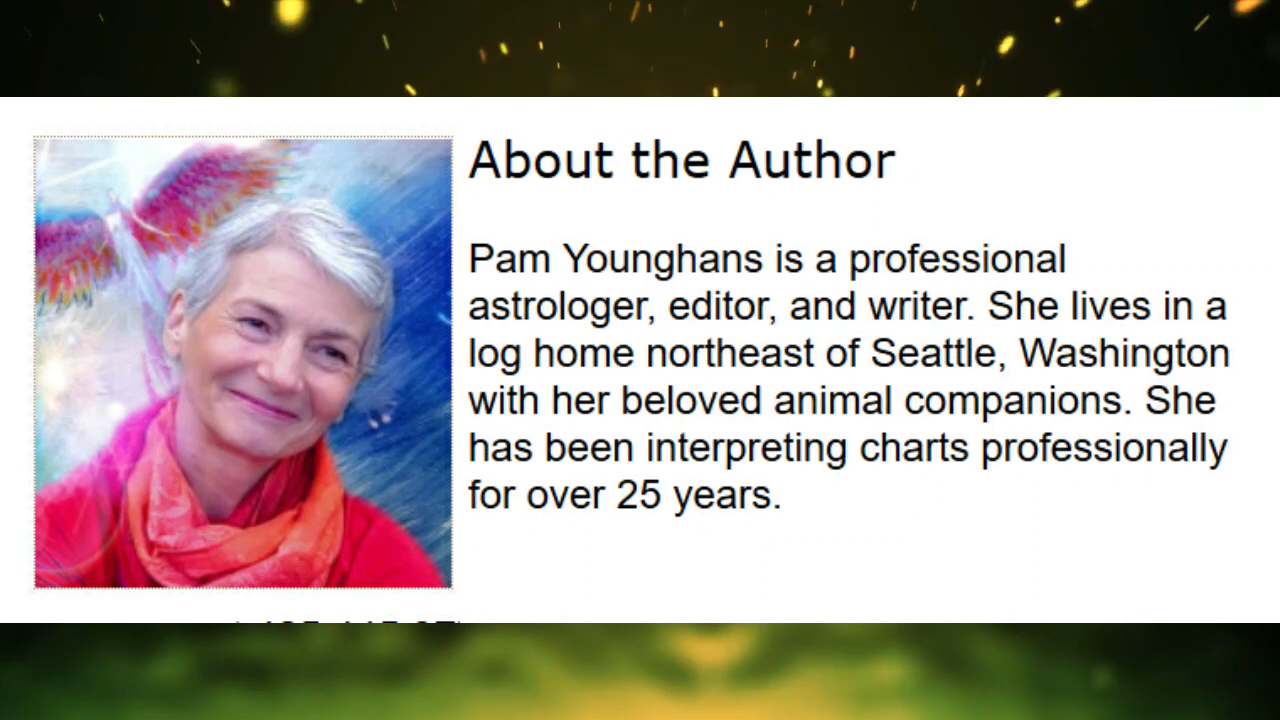 About the Author
Pam Younghans is a professional
astrologer, editor, and writer. She lives in a
log home northeast of Seattle, Washington
with her beloved animal companions. She
has been interpreting charts professionally
for over 25 years.